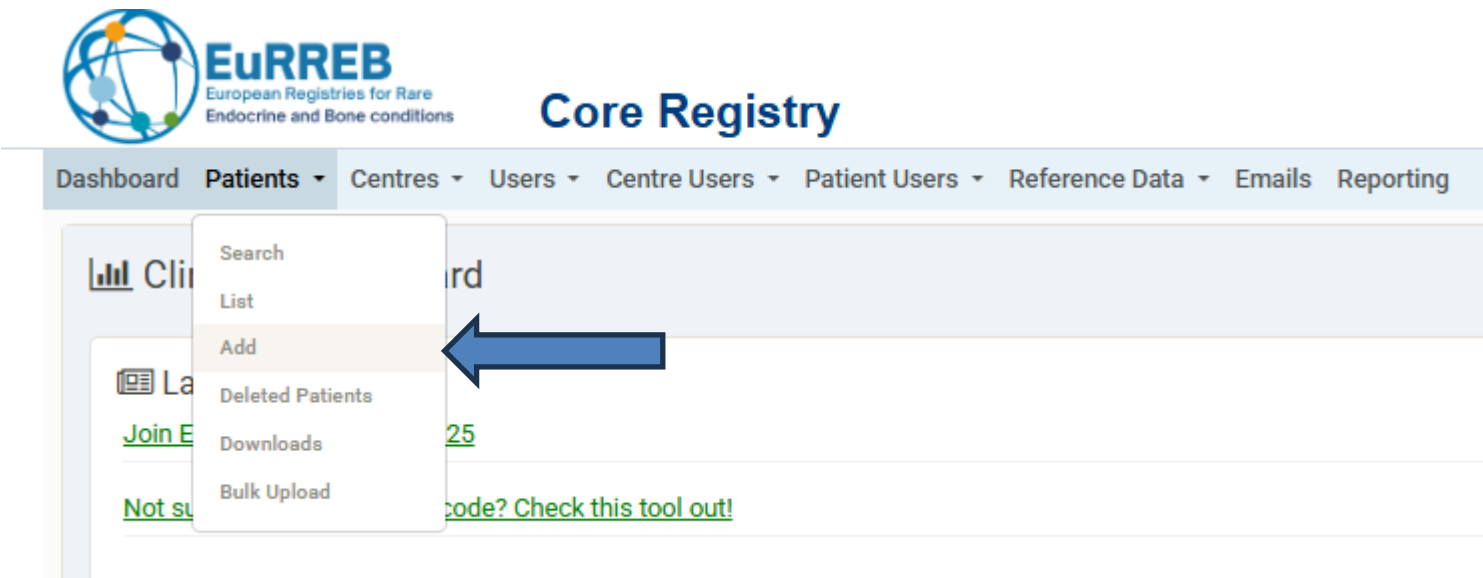 EuRREB
European Registries for Rare
Endocrine and Bone conditions
Core Registry
Dashboard Patients Centres Users Centre Users Patient Users Reference Data Emails Reporting
Search
List
Add
Deleted Patients
Downloads
Bulk Upload
Cli rd
La
Join E 25
Not su code? Check this tool out!